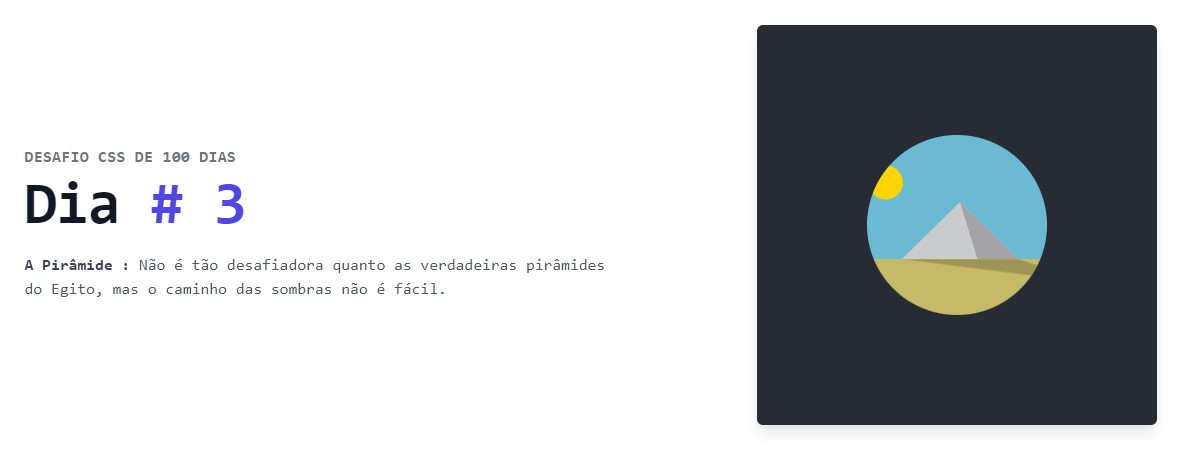 DESAFIO CSS DE 100 DIAS
Dia # 3
A Pirâmide : Não é tão desafiadora quanto as verdadeiras pirâmides
do Egito, mas o caminho das sombras não é fácil.